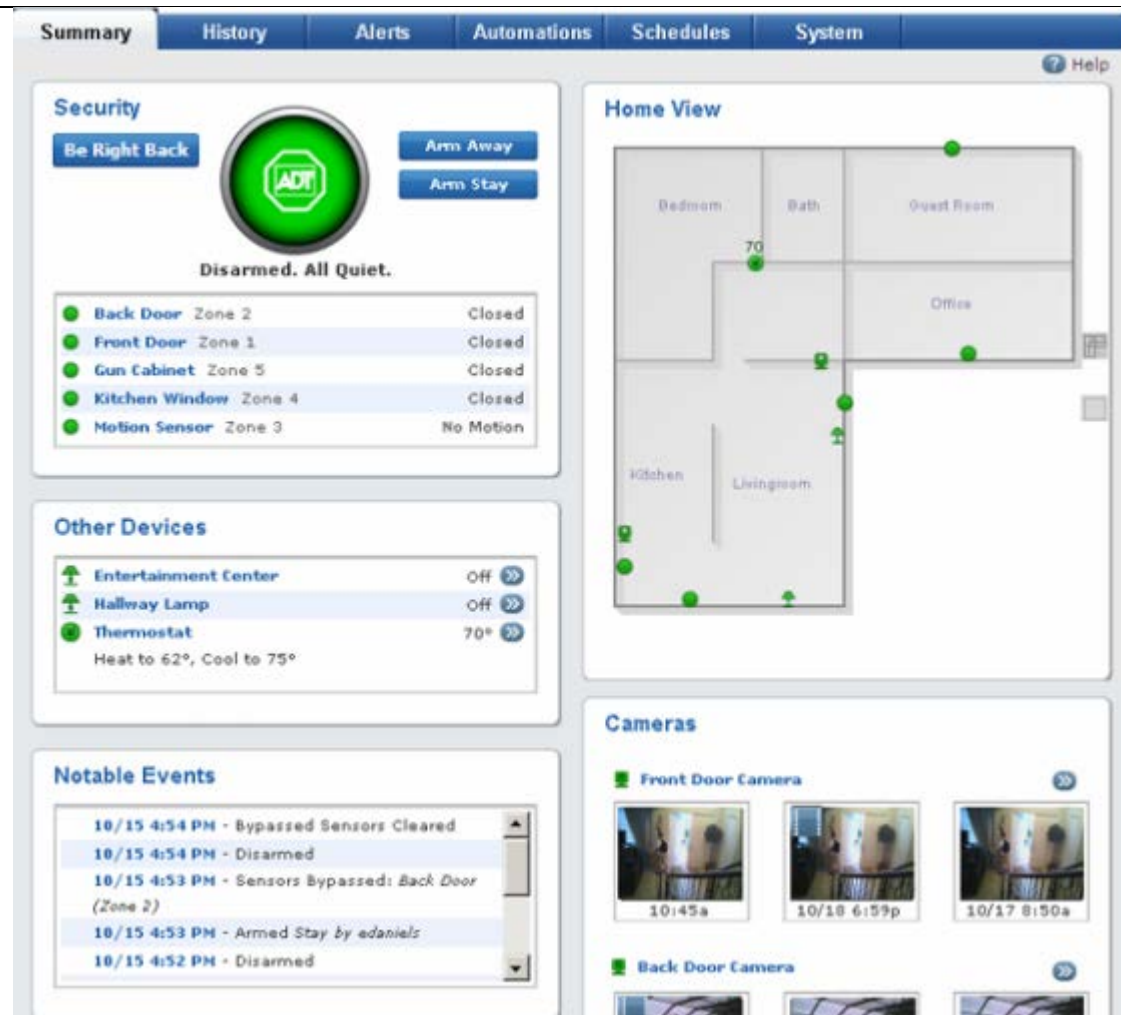 Summary History Alerts Automations Schedules System
Help
Security
Be Right Back
ADT
Arm Away
Arm Stay
Disarmed. All Quiet.
Back Door Zone 2 Closed
Front Door Zone 1 Closed
Gun Cabinet Zone 5 Closed
Kitchen Window Zone 4 Closed
Motion Sensor Zone 3 No Motion
Other Devices
Entertainment Center Off
Hallway Lamp Off
Thermostat 70°
Heat to 62°, Cool to 75°
Notable Events
10/15 4:54 PM - Bypassed Sensors Cleared
10/15 4:54 PM - Disarmed
10/15 4:53 PM - Sensors Bypassed: Back Door
(Zone 2)
10/15 4:53 PM - Armed Stay by edaniels
10/15 4:52 PM - Disarmed
Home View
Bedroom Bath Guest Room
70
Office
Kitchen Livingroom
Cameras
Front Door Camera
10:45a 10/18 6:59p 10/17 8:50a
Back Door Camera